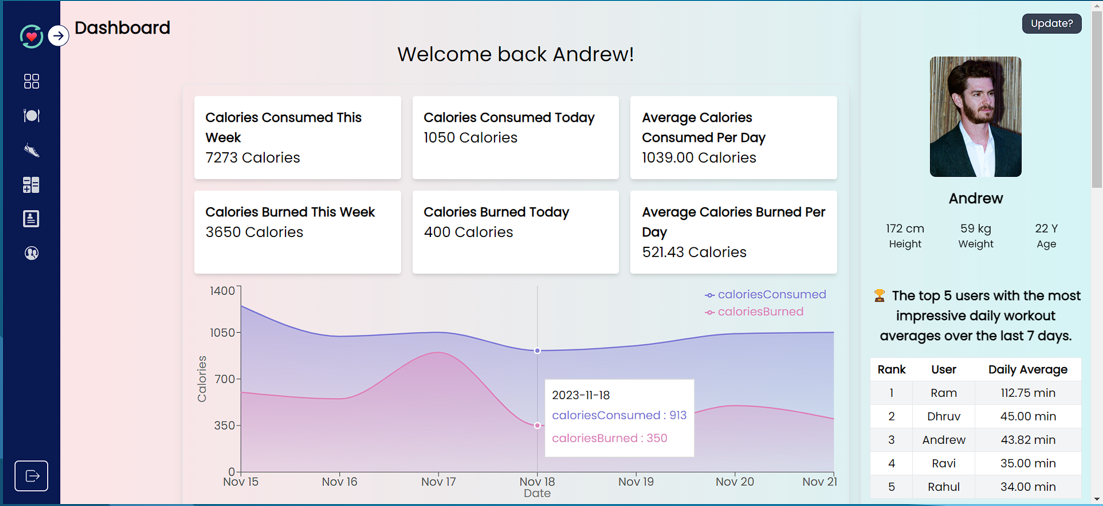 Dashboard
Update?
Welcome back Andrew!
Calories Consumed This
Week
7273 Calories
Calories Consumed Today
1050 Calories
Average Calories
Consumed Per Day
1039.00 Calories
Calories Burned This Week
3650 Calories
Calories Burned Today
400 Calories
Average Calories Burned Per
Day
521.43 Calories
1400
1050
700
350
0
Calories
caloriesConsumed
caloriesBurned
2023-11-18
caloriesConsumed : 913
caloriesBurned : 350
Nov 15 Nov 16 Nov 17 Nov 18 Nov 19 Nov 20 Nov 21
Date
Andrew
172 cm 59 kg 22 Y
Height Weight Age
🏆 The top 5 users with the most
impressive daily workout
averages over the last 7 days.
Rank User Daily Average
1 Ram 112.75 min
2 Dhruv 45.00 min
3 Andrew 43.82 min
4 Ravi 35.00 min
5 Rahul 34.00 min